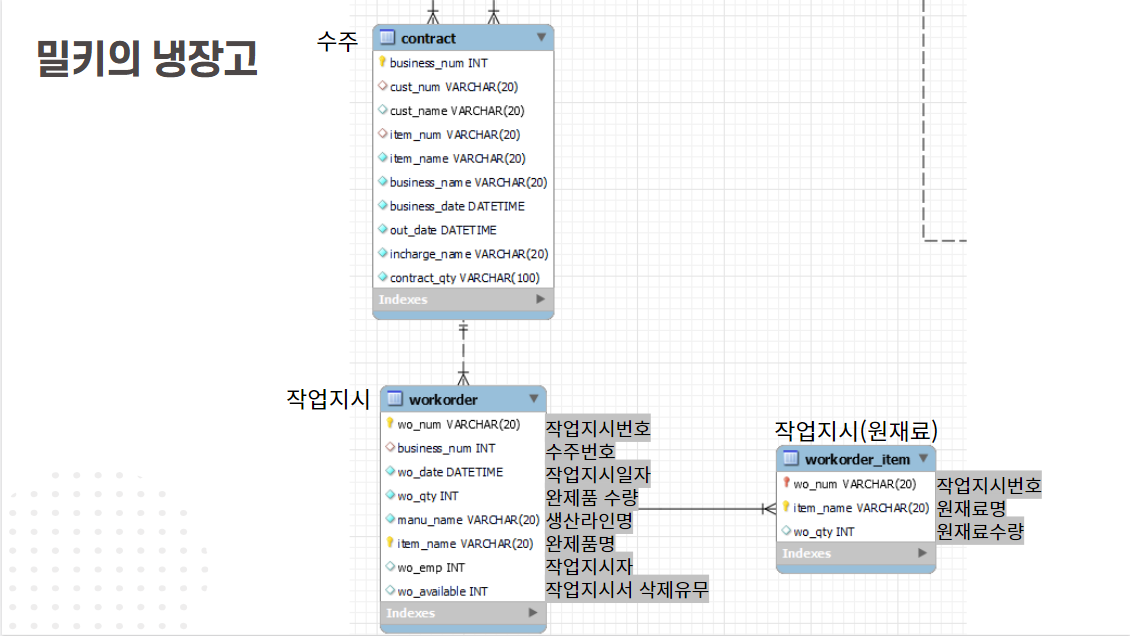 밀키의 냉장고
수주
contract
business_num INT
cust_num VARCHAR(20)
cust_name VARCHAR(20)
item_num VARCHAR(20)
item_name VARCHAR(20)
business_name VARCHAR(20)
business_date DATETIME
out_date DATETIME
incharge_name VARCHAR(20)
contract_qty VARCHAR(100)
Indexes
작업지시
workorder
wo_num VARCHAR(20) 작업지시번호
business_num INT 수주번호
wo_date DATETIME 작업지시일자
wo_qty INT 완제품 수량
manu_name VARCHAR(20) 생산라인명
item_name VARCHAR(20) 완제품명
wo_emp INT 작업지시자
wo_available INT 작업지시서 삭제유무
Indexes
작업지시(원재료)
workorder_item
wo_num VARCHAR(20) 작업지시번호
item_name VARCHAR(20) 원재료명
wo_qty INT 원재료수량
Indexes